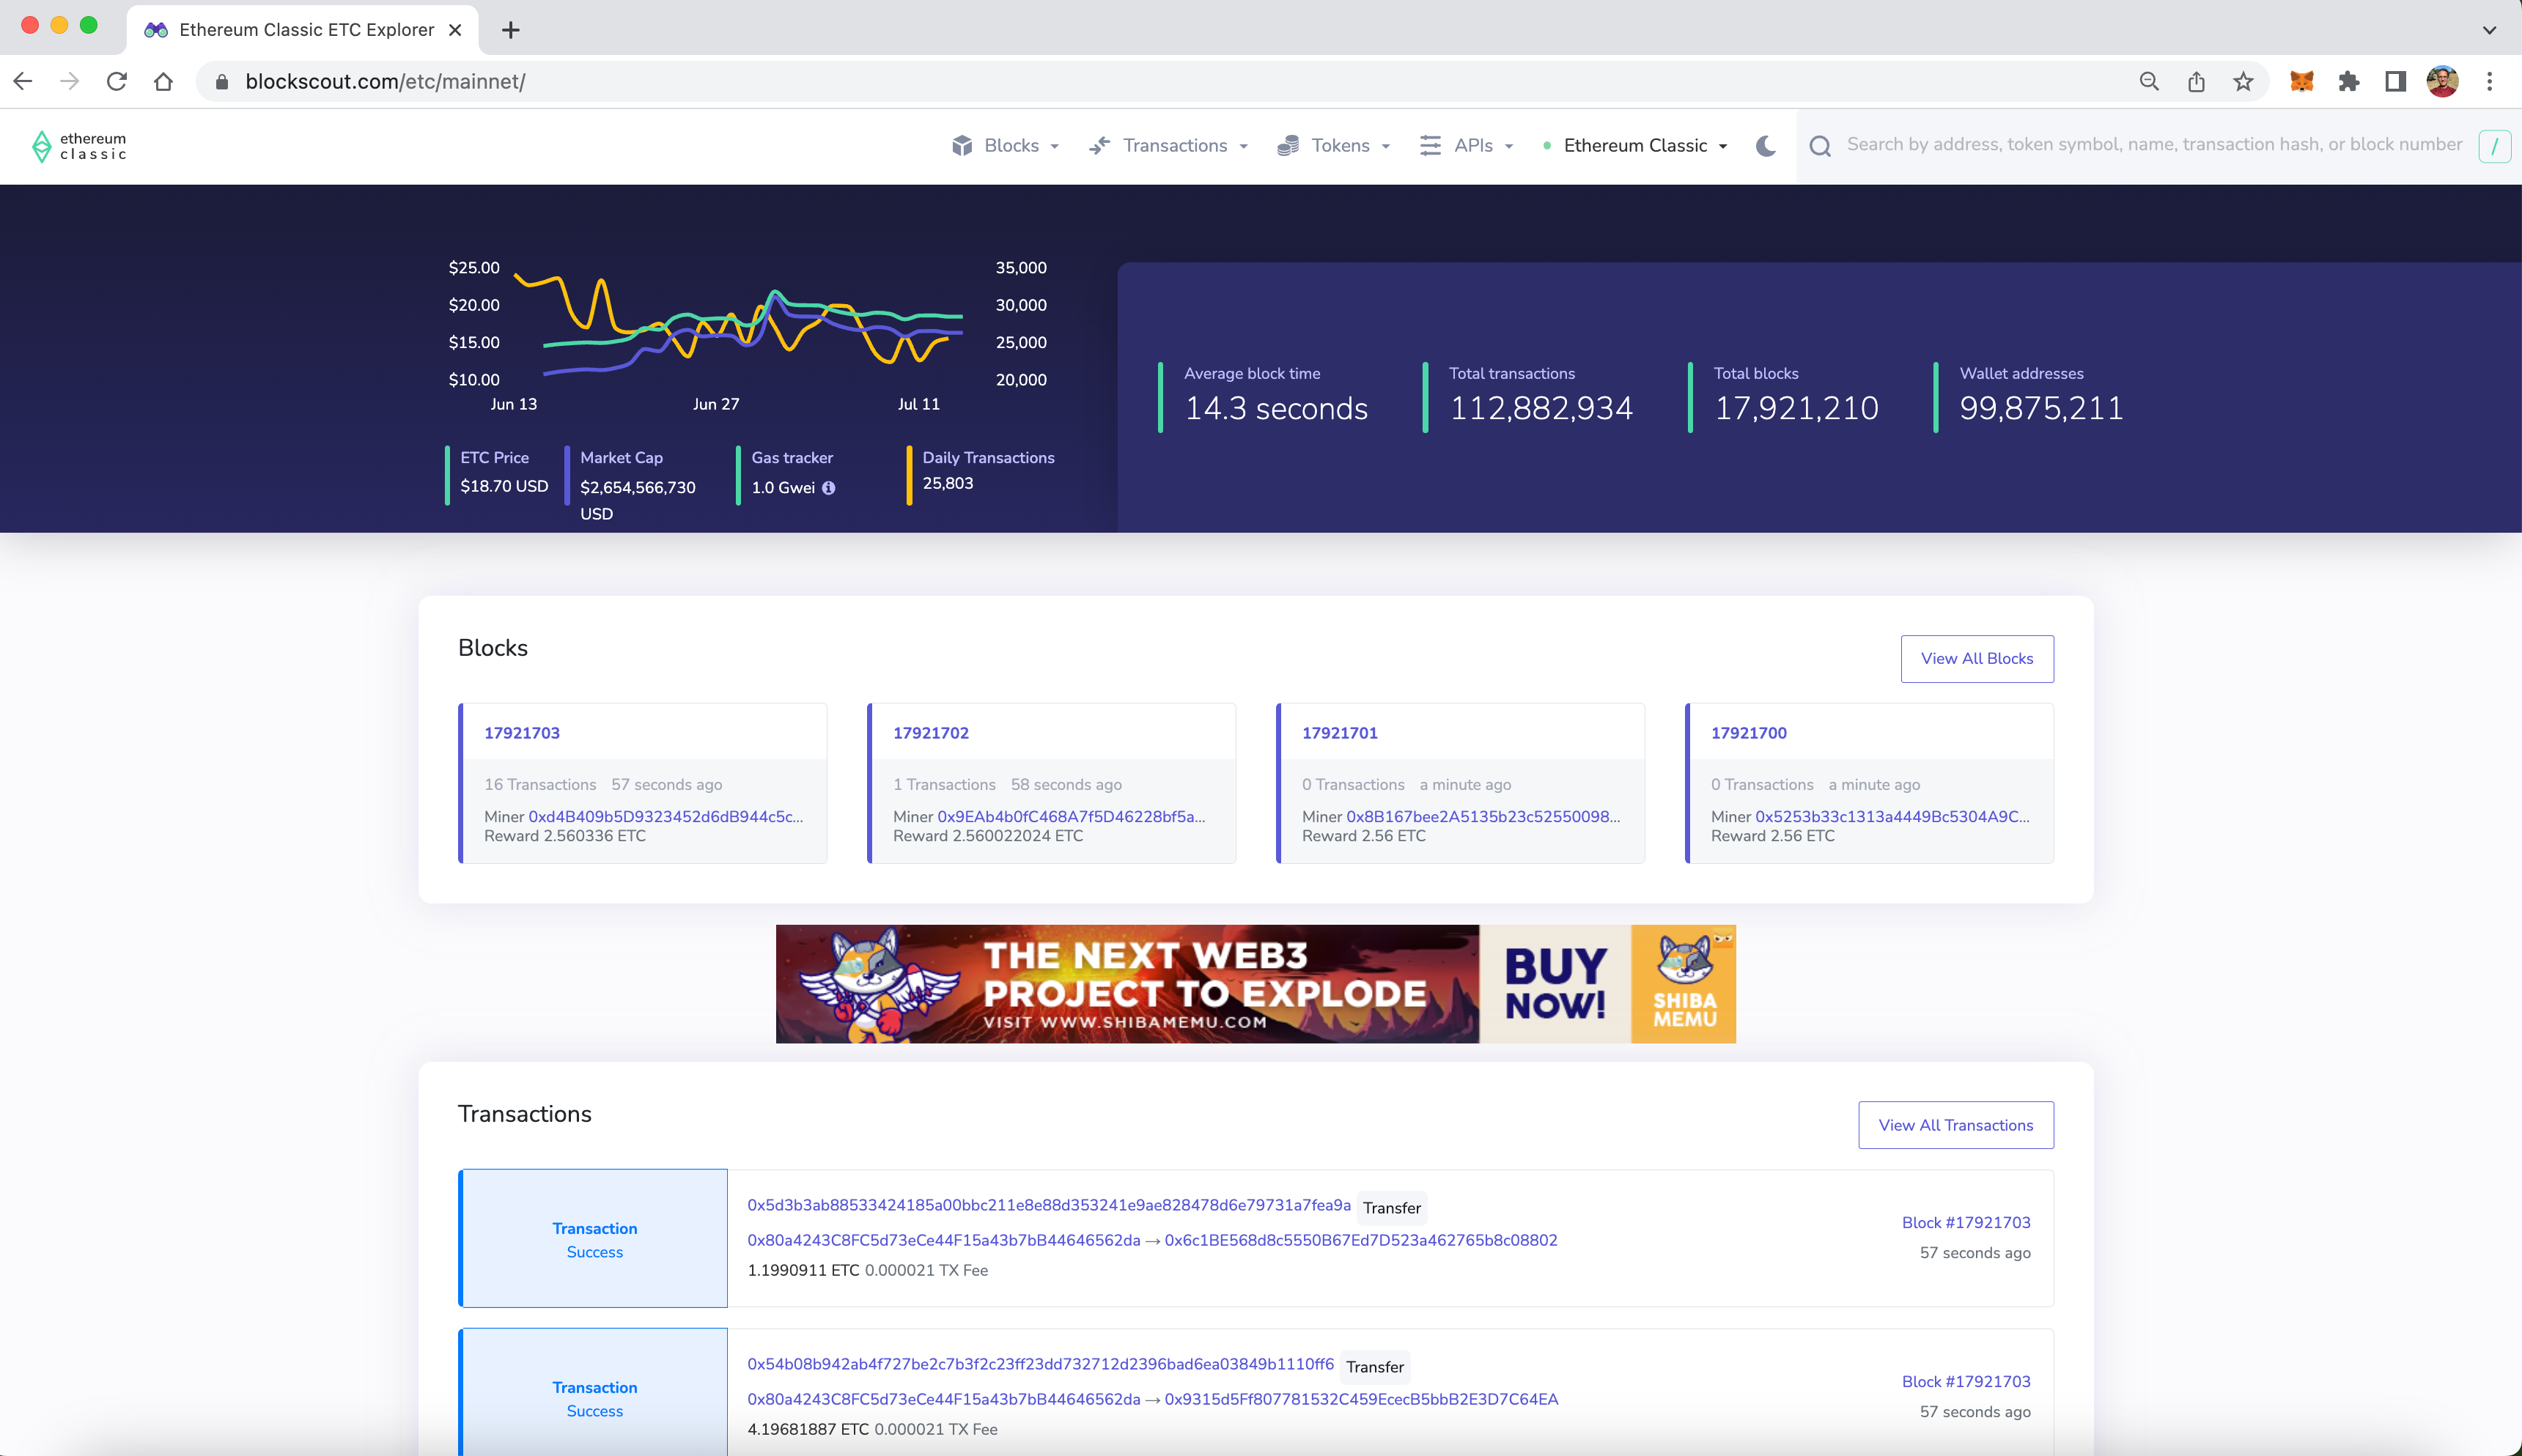 Ethereum Classic ETC Explorer
blockscout.com/etc/mainnet/
ethereum
classic
Blocks
Transactions
Tokens
APIs
Ethereum Classic
Search by address, token symbol, name, transaction hash, or block number
/
$25.00
$20.00
$15.00
$10.00
35,000
30,000
25,000
20,000
Jun 13 Jun 27 Jul 11
ETC Price
$18.70 USD
Market Cap
$2,654,566,730
USD
Gas tracker
1.0 Gwei
Daily Transactions
25,803
Average block time
14.3 seconds
Total transactions
112,882,934
Total blocks
17,921,210
Wallet addresses
99,875,211
Blocks
View All Blocks
17921703
16 Transactions 57 seconds ago
Miner 0xd4B409b5D9323452d6dB944c5c...
Reward 2.560336 ETC
17921702
1 Transactions 58 seconds ago
Miner 0x9EAb4b0fC468A7f5D46228bf5a...
Reward 2.560022024 ETC
17921701
0 Transactions a minute ago
Miner 0x8B167bee2A5135b23c52550098...
Reward 2.56 ETC
17921700
0 Transactions a minute ago
Miner 0x5253b33c1313a4449Bc5304A9C...
Reward 2.56 ETC
THE NEXT WEB3
PROJECT TO EXPLODE
VISIT WWW.SHIBAMEMU.COM
BUY
NOW!
SHIBA
MEMU
Transactions
View All Transactions
Transaction
Success
0x5d3b3ab88533424185a00bbc211e8e88d353241e9ae828478d6e79731a7fea9a Transfer
0x80a4243C8FC5d73eCe44F15a43b7bB44646562da → 0x6c1BE568d8c5550B67Ed7D523a462765b8c08802
1.1990911 ETC 0.000021 TX Fee
Block #17921703
57 seconds ago
Transaction
Success
0x54b08b942ab4f727be2c7b3f2c23ff23dd732712d2396bad6ea03849b1110ff6 Transfer
0x80a4243C8FC5d73eCe44F15a43b7bB44646562da → 0x9315d5Ff807781532C459EcecB5bbB2E3D7C64EA
4.19681887 ETC 0.000021 TX Fee
Block #17921703
57 seconds ago